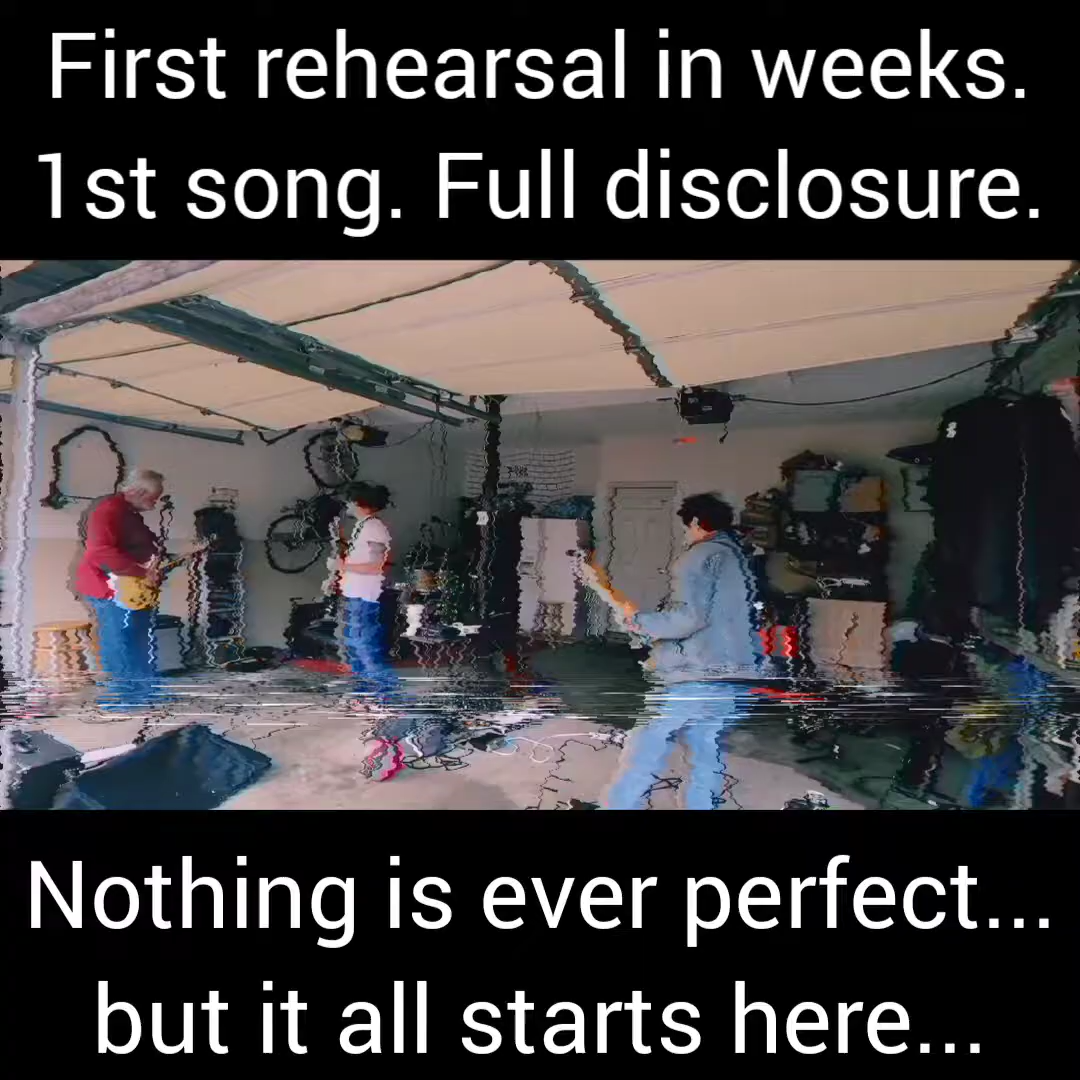 First rehearsal in weeks.
1st song. Full disclosure.
Nothing is ever perfect...
but it all starts here...